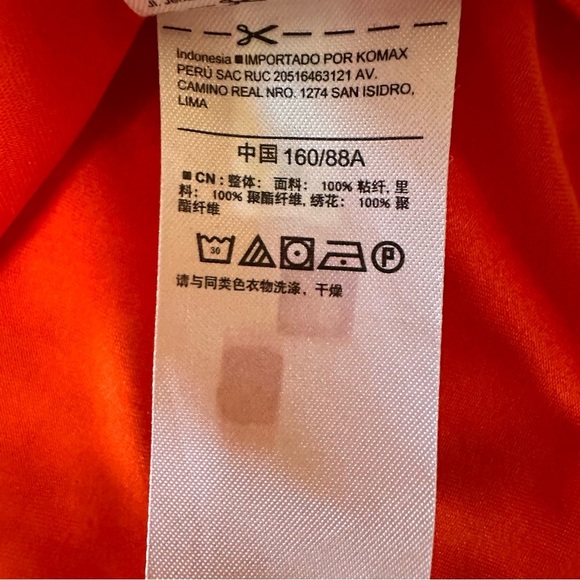 Indonesia ■ IMPORTADO POR KOMAX
PERÚ SAC RUC 20516463121 AV.
CAMINO REAL NRO. 1274 SAN ISIDRO,
LIMA
中国 160/88A
■ CN : 整体： 面料： 100% 粘纤, 里
料： 100% 聚酯纤维, 绣花： 100% 聚
酯纤维
30 P
请与同类色衣物洗涤，干燥